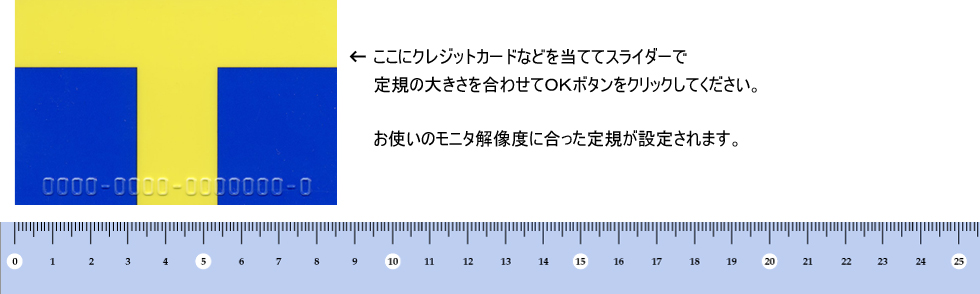 ← ここにクレジットカードなどを当ててスライダーで
定規の大きさを合わせてOKボタンをクリックしてください。
お使いのモニタ解像度に合った定規が設定されます。
0000-0000-0000000-0
0 1 2 3 4 5 6 7 8 9 10 11 12 13 14 15 16 17 18 19 20 21 22 23 24 25